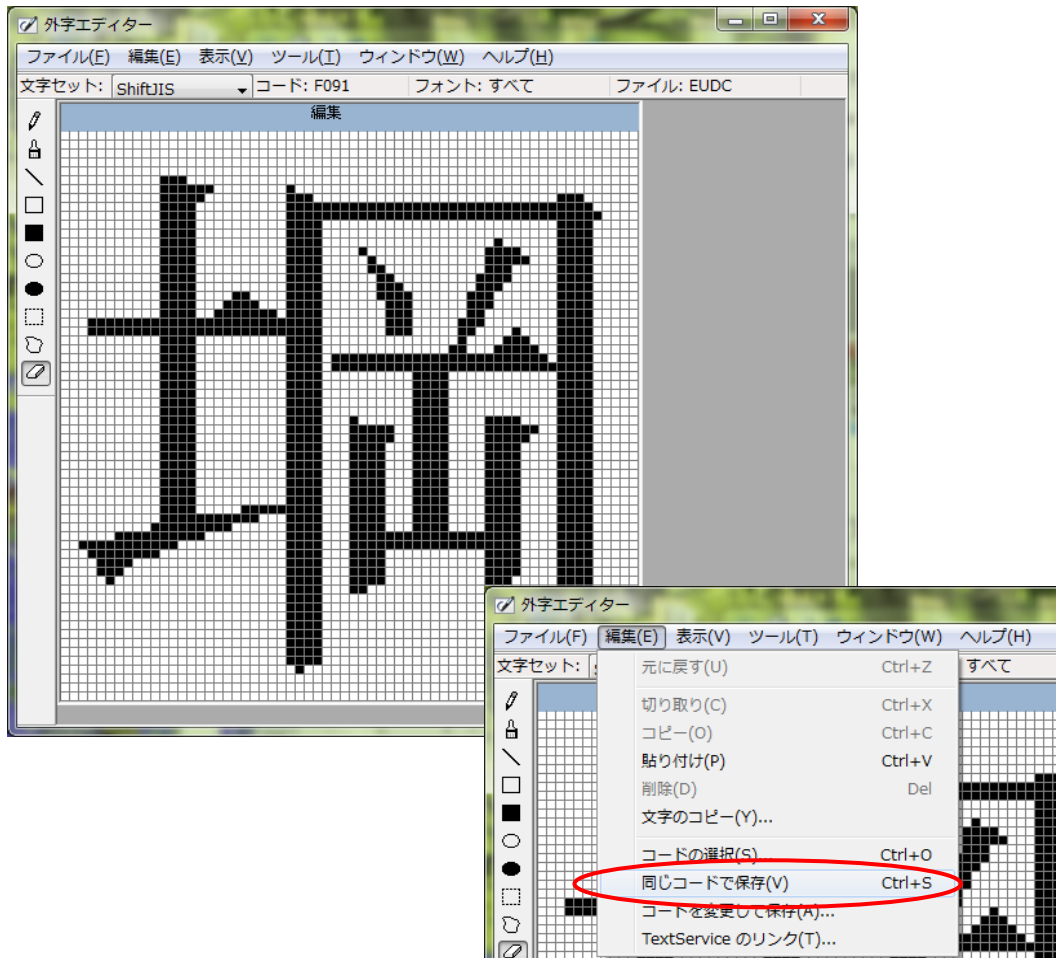 外字エディター
ファイル(F) 編集(E) 表示(V) ツール(T) ウィンドウ(W) ヘルプ(H)
文字セット: ShiftJIS コード: F091 フォント: すべて ファイル: EUDC
編集
外字エディター
ファイル(F) 編集(E) 表示(V) ツール(T) ウィンドウ(W) ヘルプ(H)
文字セット: すべて
元に戻す(U) Ctrl+Z
切り取り(C) Ctrl+X
コピー(O) Ctrl+C
貼り付け(P) Ctrl+V
削除(D) Del
文字のコピー(Y)...
コードの選択(S)... Ctrl+O
同じコードで保存(V) Ctrl+S
コードを変更して保存(A)...
TextService のリンク(T)...